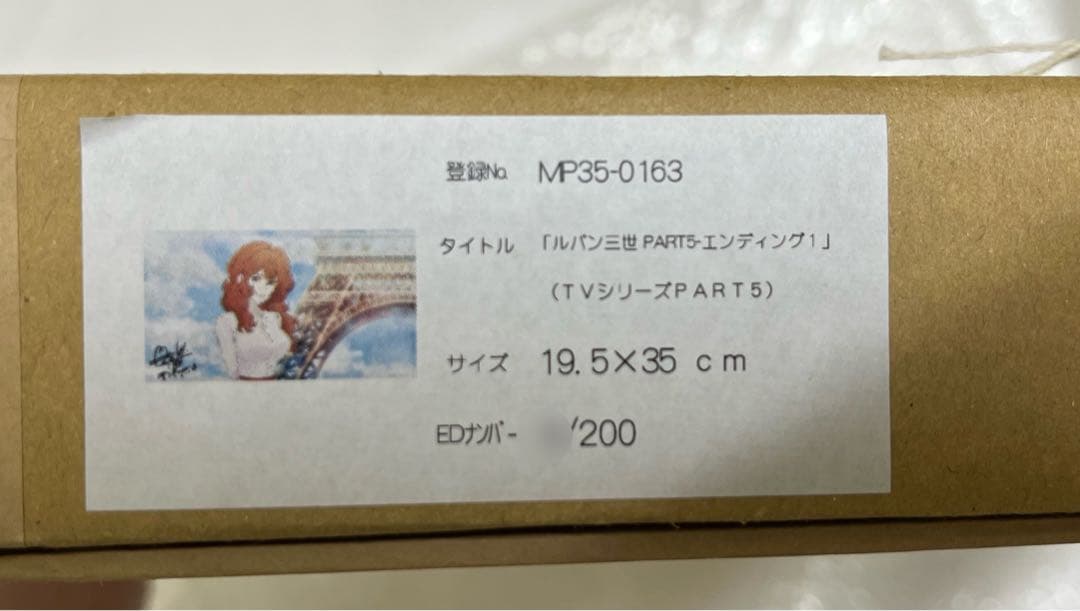 登録No. MP35-0163
タイトル 「ルパン三世 PART5-エンディング1」
（TVシリーズPART5）
サイズ 19.5×35 cm
EDナンバー /200